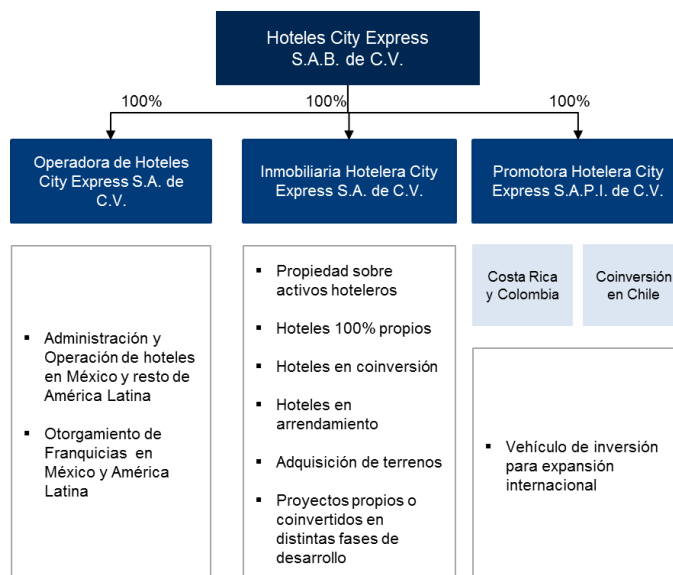 Hoteles City Express
S.A.B. de C.V.
100%
100%
100%
Operadora de Hoteles
City Express S.A. de
C.V.
Inmobiliaria Hotelera City
Express S.A. de C.V.
Promotora Hotelera City
Express S.A.P.I. de C.V.
▪ Administración y
Operación de hoteles
en México y resto de
América Latina
▪ Otorgamiento de
Franquicias en
México y América
Latina
▪ Propiedad sobre
activos hoteleros
▪ Hoteles 100% propios
▪ Hoteles en coinversión
▪ Hoteles en
arrendamiento
▪ Adquisición de terrenos
▪ Proyectos propios o
coinvertidos en
distintas fases de
desarrollo
Costa Rica
y Colombia
Coinversión
en Chile
▪ Vehículo de inversión
para expansión
internacional